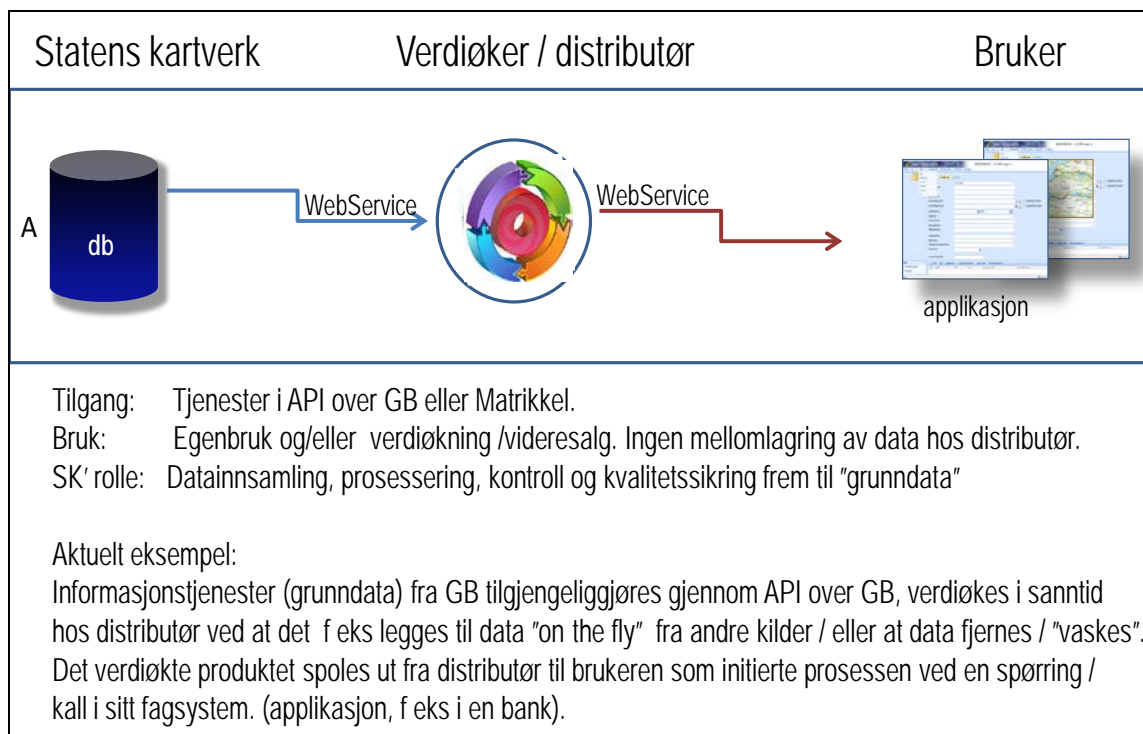 Statens kartverk
Verdiøker / distributør
Bruker
A
db
WebService
WebService
applikasjon
Tilgang: Tjenester i API over GB eller Matrikkel.
Bruk: Egenbruk og/eller verdiøkning /videresalg. Ingen mellomlagring av data hos distributør.
SK' rolle: Datainnsamling, prosessering, kontroll og kvalitetssikring frem til "grunndata"
Aktuelt eksempel:
Informasjonstjenester (grunndata) fra GB tilgjengeliggjøres gjennom API over GB, verdiøkes i sanntid
hos distributør ved at det f eks legges til data "on the fly" fra andre kilder / eller at data fjernes / "vaskes".
Det verdiøkte produktet spoles ut fra distributør til brukeren som initierte prosessen ved en spørring /
kall i sitt fagsystem. (applikasjon, f eks i en bank).